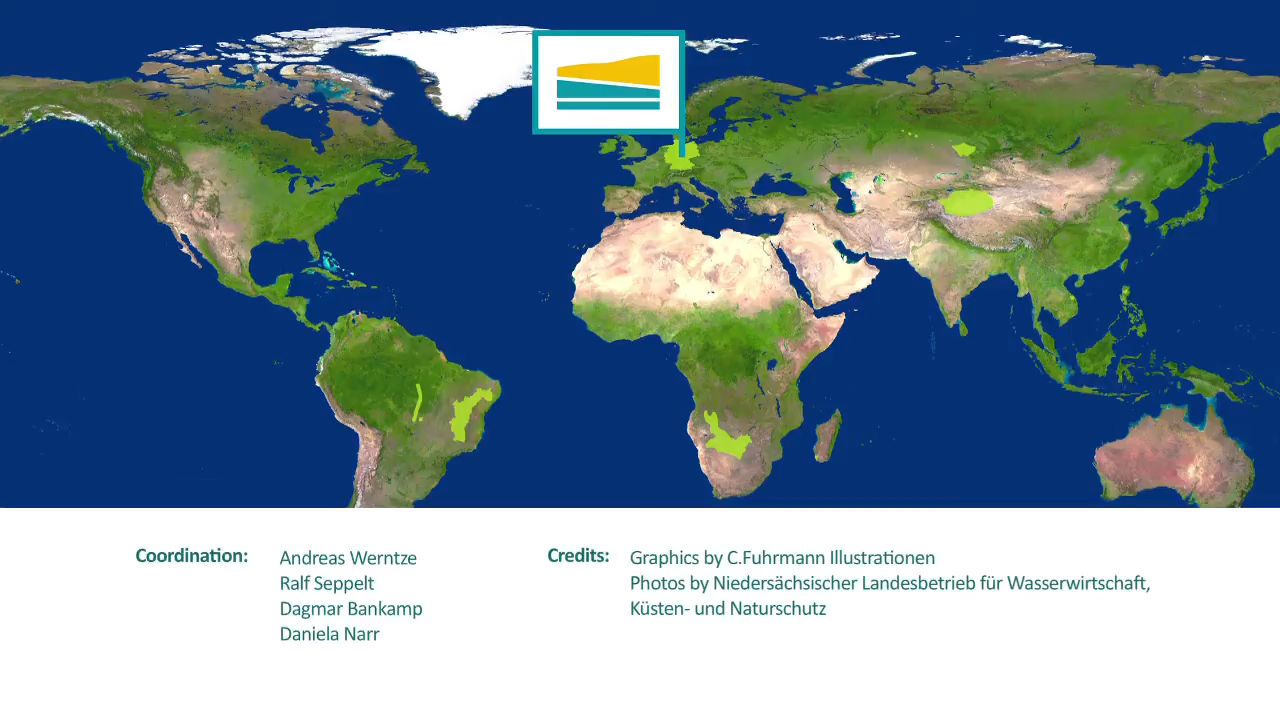 Coordination:
Andreas Werntze
Ralf Seppelt
Dagmar Bankamp
Daniela Narr
Credits:
Graphics by C.Fuhrmann Illustrationen
Photos by Niedersächsischer Landesbetrieb für Wasserwirtschaft,
Küsten- und Naturschutz